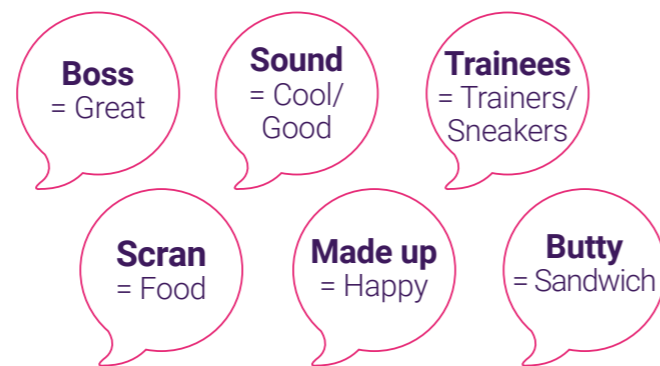 Boss
= Great
Sound
= Cool/
Good
Trainees
= Trainers/
Sneakers
Scran
= Food
Made up
= Happy
Butty
= Sandwich